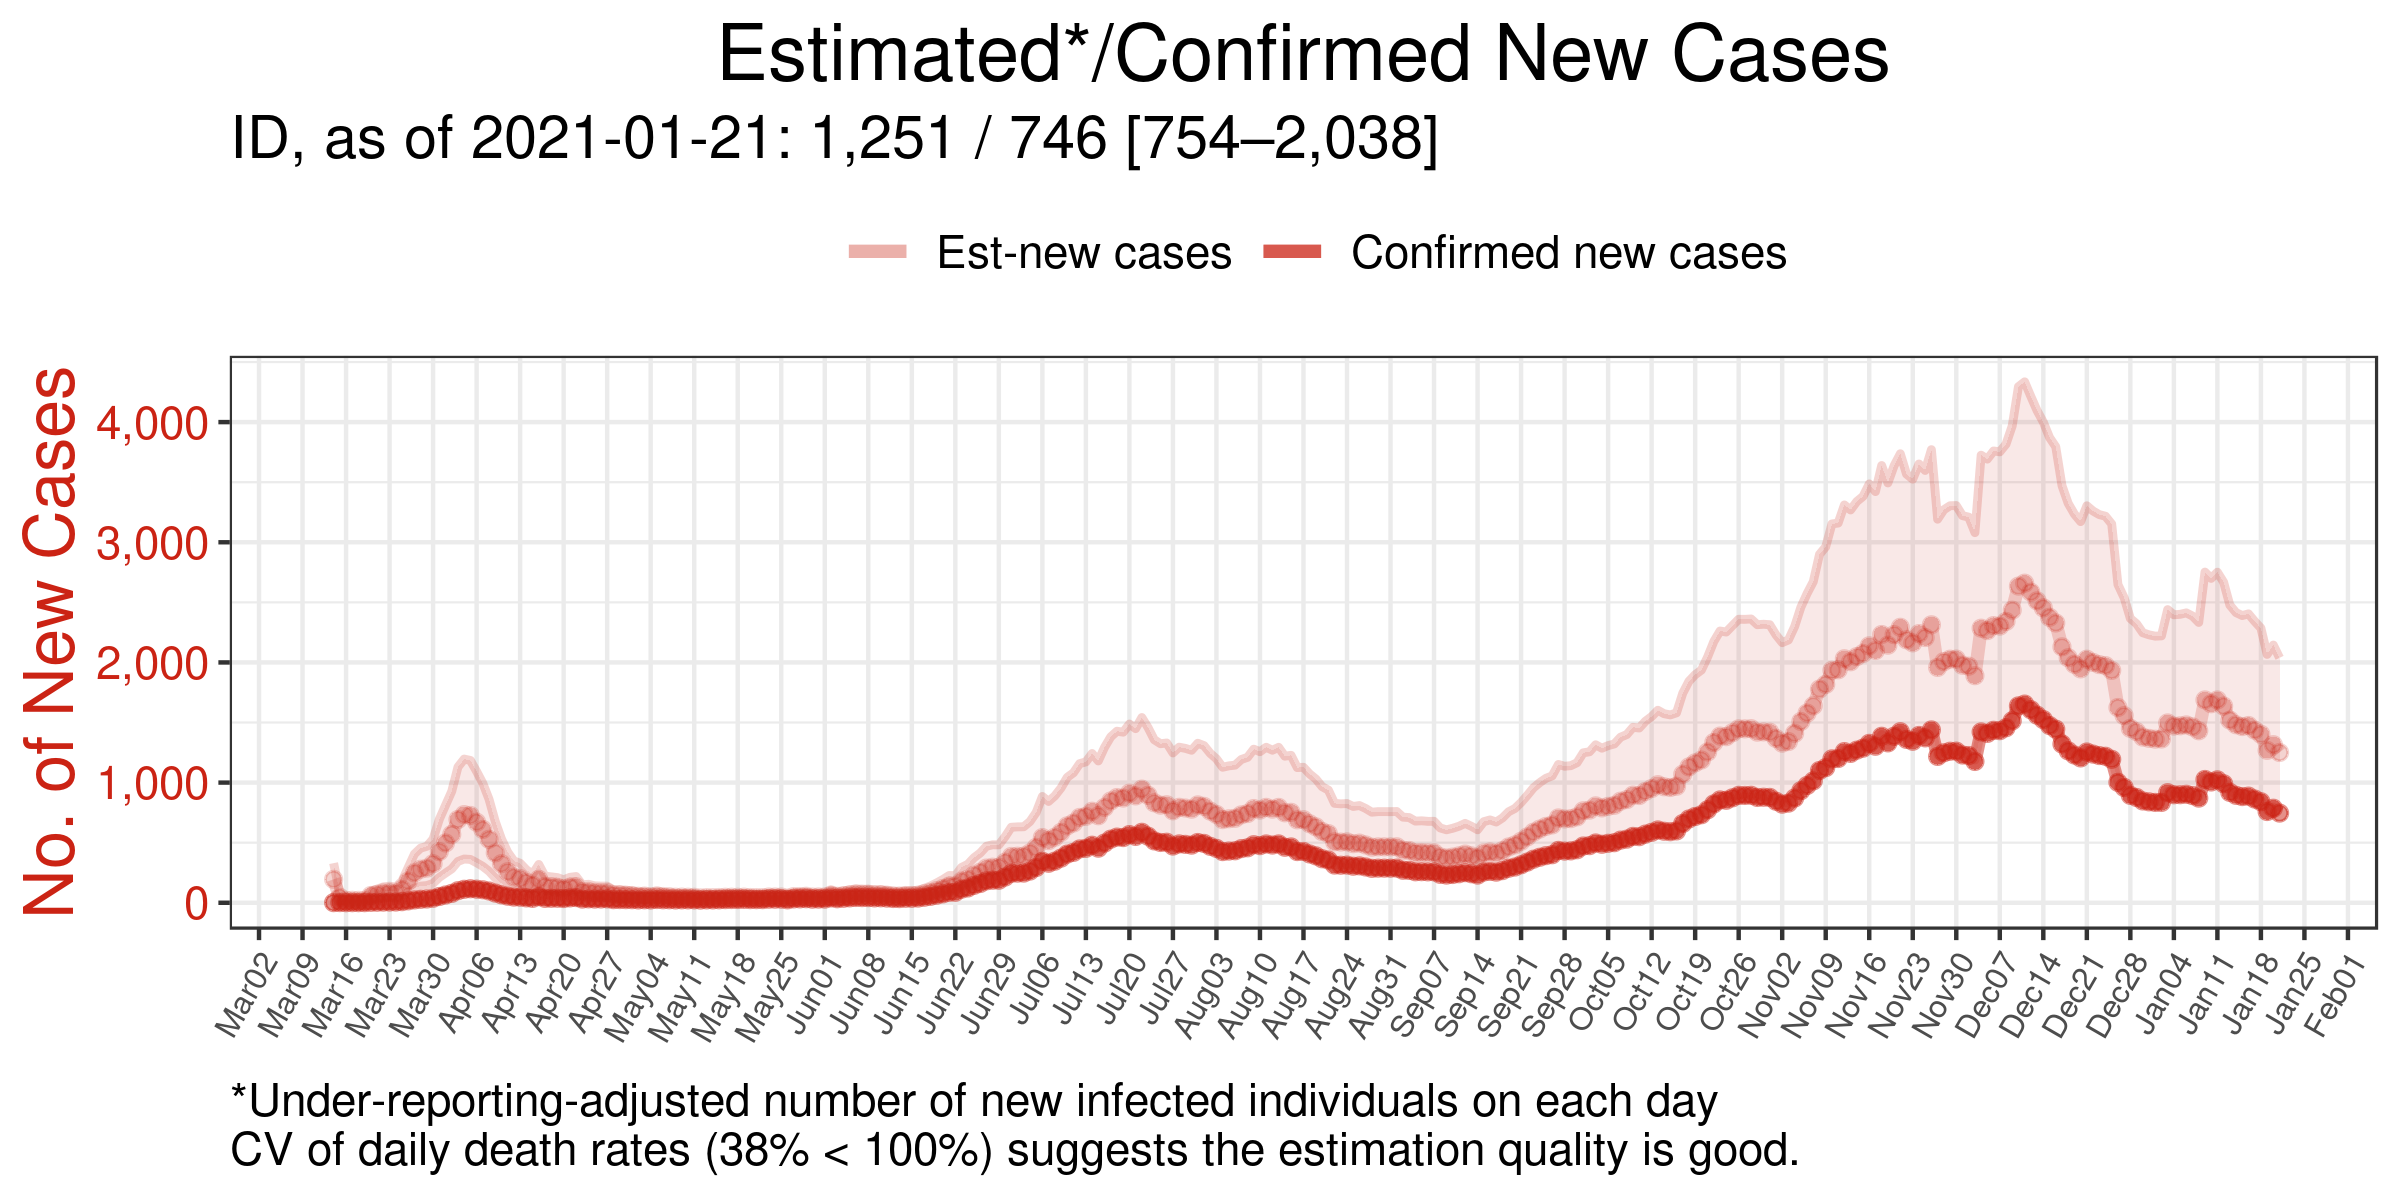 Estimated*/Confirmed New Cases
ID, as of 2021-01-21: 1,251 / 746 [754–2,038]
Est-new cases Confirmed new cases
No. of New Cases
4,000
3,000
2,000
1,000
0
Mar02 Mar09 Mar16 Mar23 Mar30 Apr06 Apr13 Apr20 Apr27 May04 May11 May18 May25 Jun01 Jun08 Jun15 Jun22 Jun29 Jul06 Jul13 Jul20 Jul27 Aug03 Aug10 Aug17 Aug24 Aug31 Sep07 Sep14 Sep21 Sep28 Oct05 Oct12 Oct19 Oct26 Nov02 Nov09 Nov16 Nov23 Nov30 Dec07 Dec14 Dec21 Dec28 Jan04 Jan11 Jan18 Jan25 Feb01
*Under-reporting-adjusted number of new infected individuals on each day
CV of daily death rates (38% < 100%) suggests the estimation quality is good.